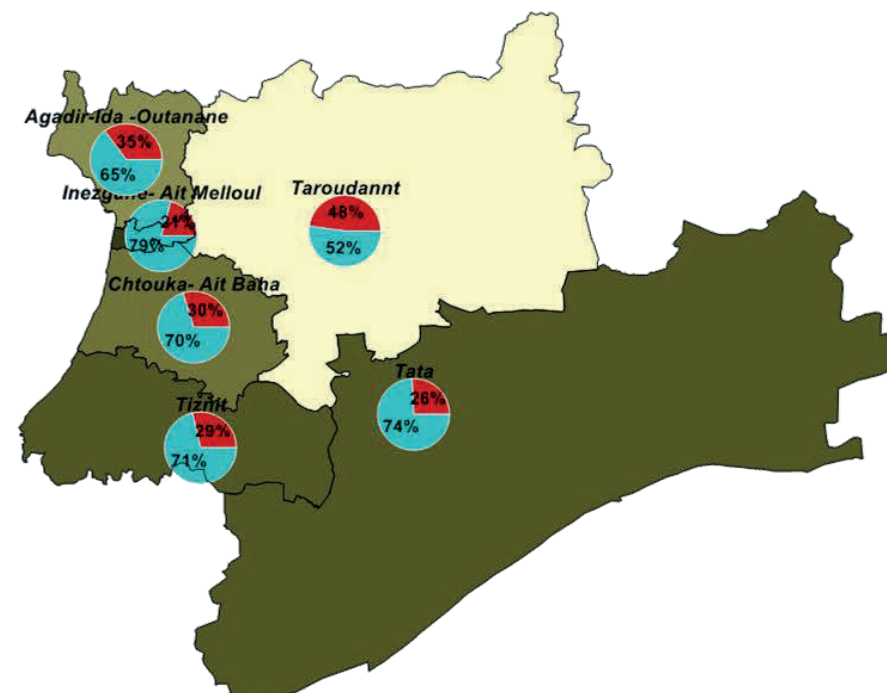 Agadir-Ida -Outanane
35%
65%
Inezgane- Ait Melloul
21%
79%
Taroudannt
48%
52%
Chtouka- Ait Baha
30%
70%
Tata
26%
74%
Tiznit
29%
71%